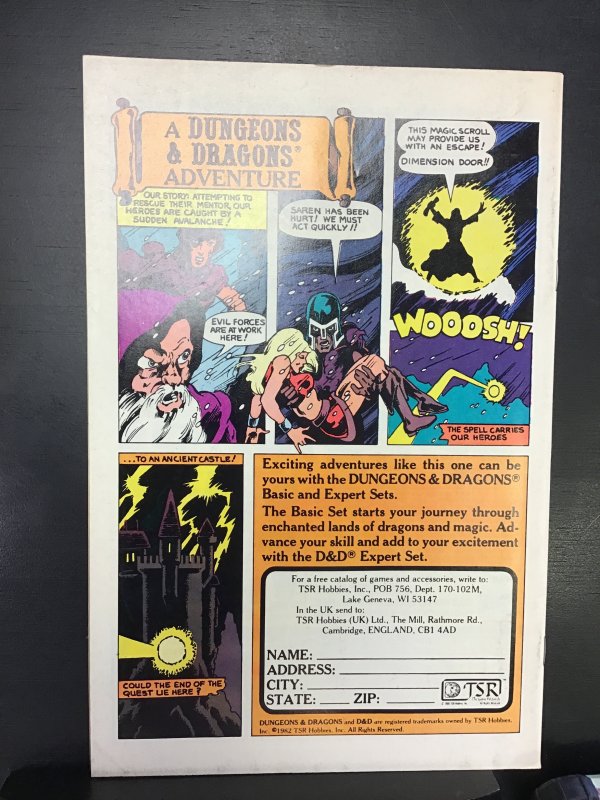 A DUNGEONS
& DRAGONS®
ADVENTURE
OUR STORY: ATTEMPTING TO
RESCUE THEIR MENTOR, OUR
HEROES ARE CAUGHT BY A
SUDDEN AVALANCHE!
EVIL FORCES
ARE AT WORK
HERE!
SAREN HAS BEEN
HURT! WE MUST
ACT QUICKLY!!
THIS MAGIC SCROLL
MAY PROVIDE US
WITH AN ESCAPE!
DIMENSION DOOR!!
WOOOSH!
THE SPELL CARRIES
OUR HEROES
...TO AN ANCIENT CASTLE!
COULD THE END OF THE
QUEST LIE HERE?
Exciting adventures like this one can be
yours with the DUNGEONS & DRAGONS®
Basic and Expert Sets.
The Basic Set starts your journey through
enchanted lands of dragons and magic. Ad-
vance your skill and add to your excitement
with the D&D® Expert Set.
For a free catalog of games and accessories, write to:
TSR Hobbies, Inc., POB 756, Dept. 170-102M,
Lake Geneva, WI 53147
In the UK send to:
TSR Hobbies (UK) Ltd., The Mill, Rathmore Rd.,
Cambridge, ENGLAND, CB1 4AD
NAME:
ADDRESS:
CITY:
STATE: ZIP:
TSR
DUNGEONS & DRAGONS and D&D are registered trademarks owned by TSR Hobbies,
Inc. ©1982 TSR Hobbies, Inc. All Rights Reserved.